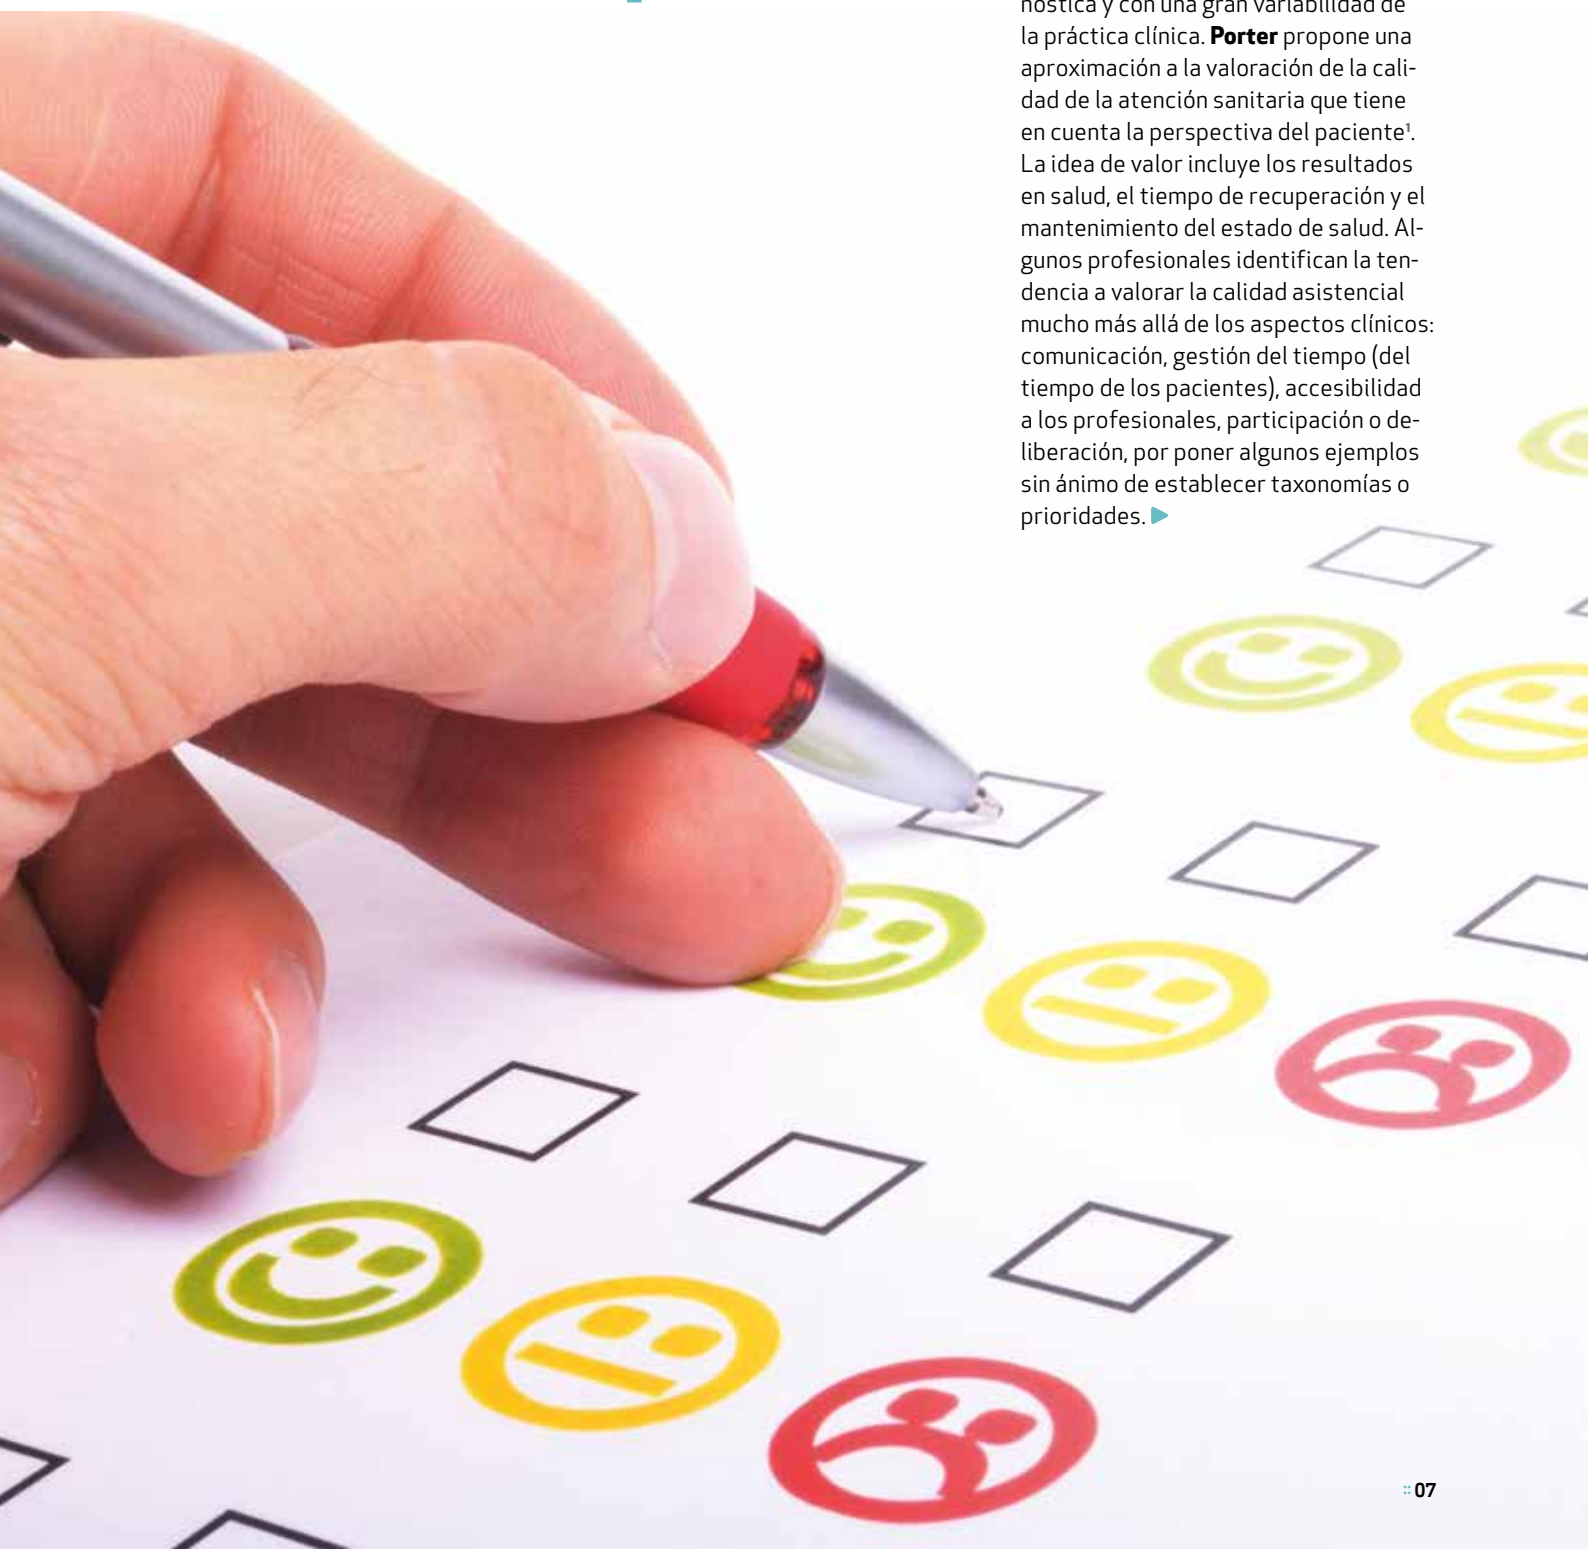 nóstica y con una gran variabilidad de
la práctica clínica. Porter propone una
aproximación a la valoración de la cali-
dad de la atención sanitaria que tiene
en cuenta la perspectiva del paciente¹.
La idea de valor incluye los resultados
en salud, el tiempo de recuperación y el
mantenimiento del estado de salud. Al-
gunos profesionales identifican la ten-
dencia a valorar la calidad asistencial
mucho más allá de los aspectos clínicos:
comunicación, gestión del tiempo (del
tiempo de los pacientes), accesibilidad
a los profesionales, participación o de-
liberación, por poner algunos ejemplos
sin ánimo de establecer taxonomías o
prioridades.
:: 07